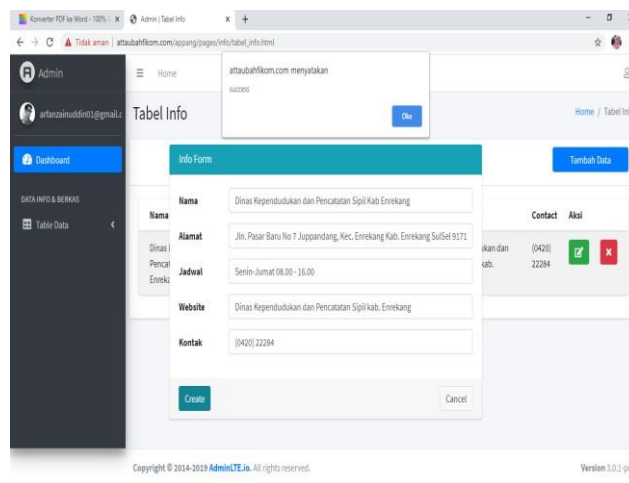 Konverter PDF ke Word - 100%
Admin | Tabel Info
Tidak aman | attaubahfikom.com/appang/pages/info/tabel_info.html
Admin
Home
attaubahfikom.com menyatakan
success
Oke
arfanzainuddin01@gmail.c
Tabel Info
Home / Tabel Inf
Dashboard
Info Form
Tambah Data
DATA INFO & BERKAS
Table Data
Nama
Dinas Kependudukan dan Pencatatan Sipil Kab Enrekang
Alamat
Jln. Pasar Baru No 7 Juppandang, Kec. Enrekang Kab. Enrekang SulSel 9171
Jadwal
Senin-Jumat 08.00 - 16.00
Website
Dinas Kependudukan dan Pencatatan Sipil kab. Enrekang
Kontak
(0420) 22284
Create
Cancel
Nama
Contact Aksi
Dinas
Pencat
Enreka
ukan dan
kab.
(0420)
22284
Copyright © 2014-2019 AdminLTE.io. All rights reserved.
Version 3.0.1-p